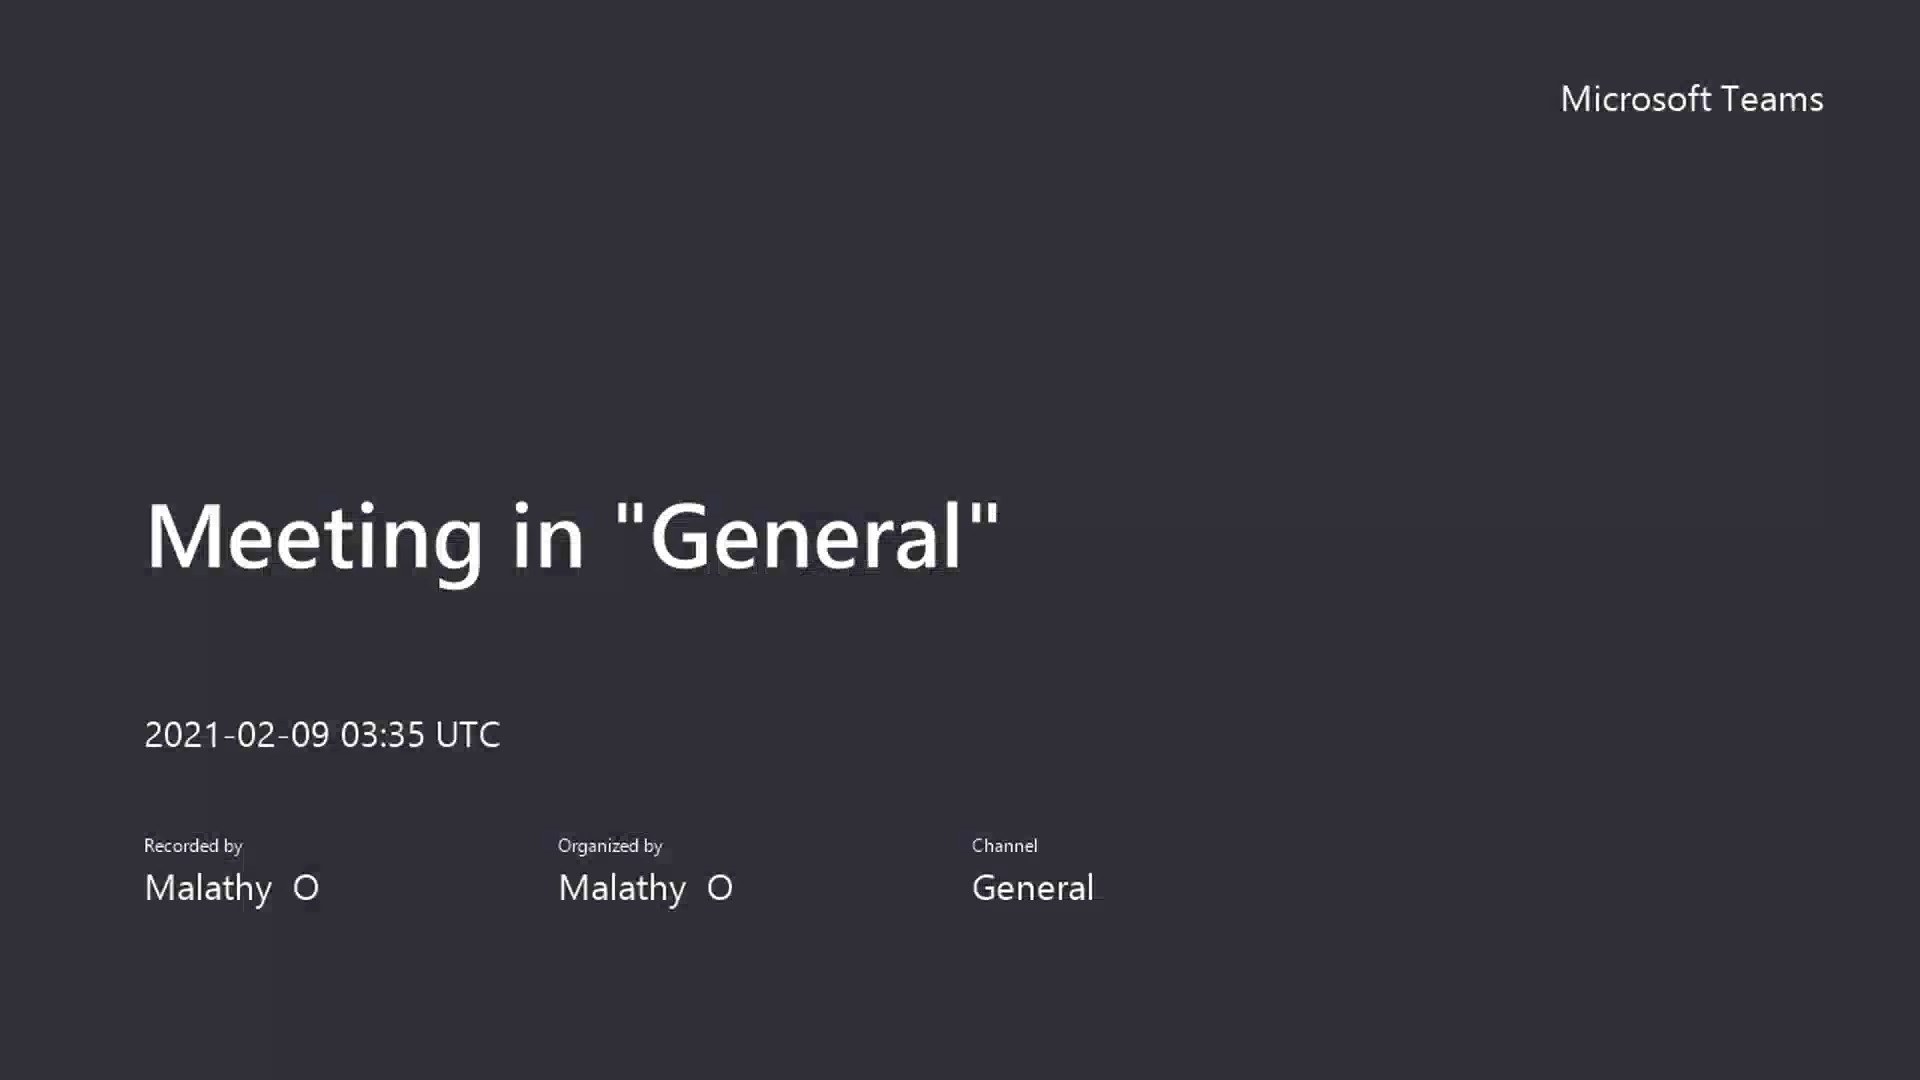 Microsoft Teams
Meeting in "General"
2021-02-09 03:35 UTC
Recorded by
Malathy  O
Organized by
Malathy  O
Channel
General